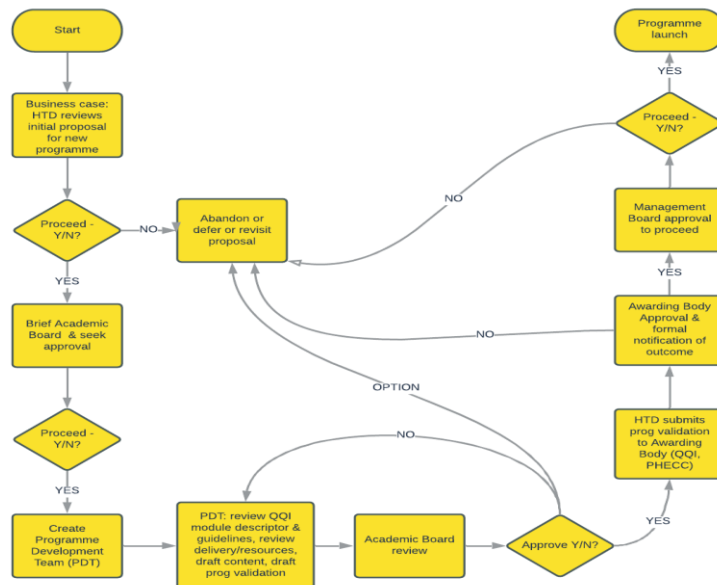 Start
Programme
launch
YES
Business case:
HTD reviews
initial proposal
for new
programme
Proceed -
Y/N?
NO
Proceed -
Y/N?
NO
Abandon or
defer or revisit
proposal
Management
Board approval
to proceed
YES
YES
Brief Academic
Board & seek
approval
NO
Awarding Body
Approval &
formal
notification of
outcome
OPTION
Proceed -
Y/N?
NO
HTD submits
prog validation
to Awarding
Body (QQI,
PHECC)
YES
YES
Create
Programme
Development
Team (PDT)
PDT: review QQI
module descriptor &
guidelines, review
delivery/resources,
draft content, draft
prog validation
Academic Board
review
Approve Y/N?